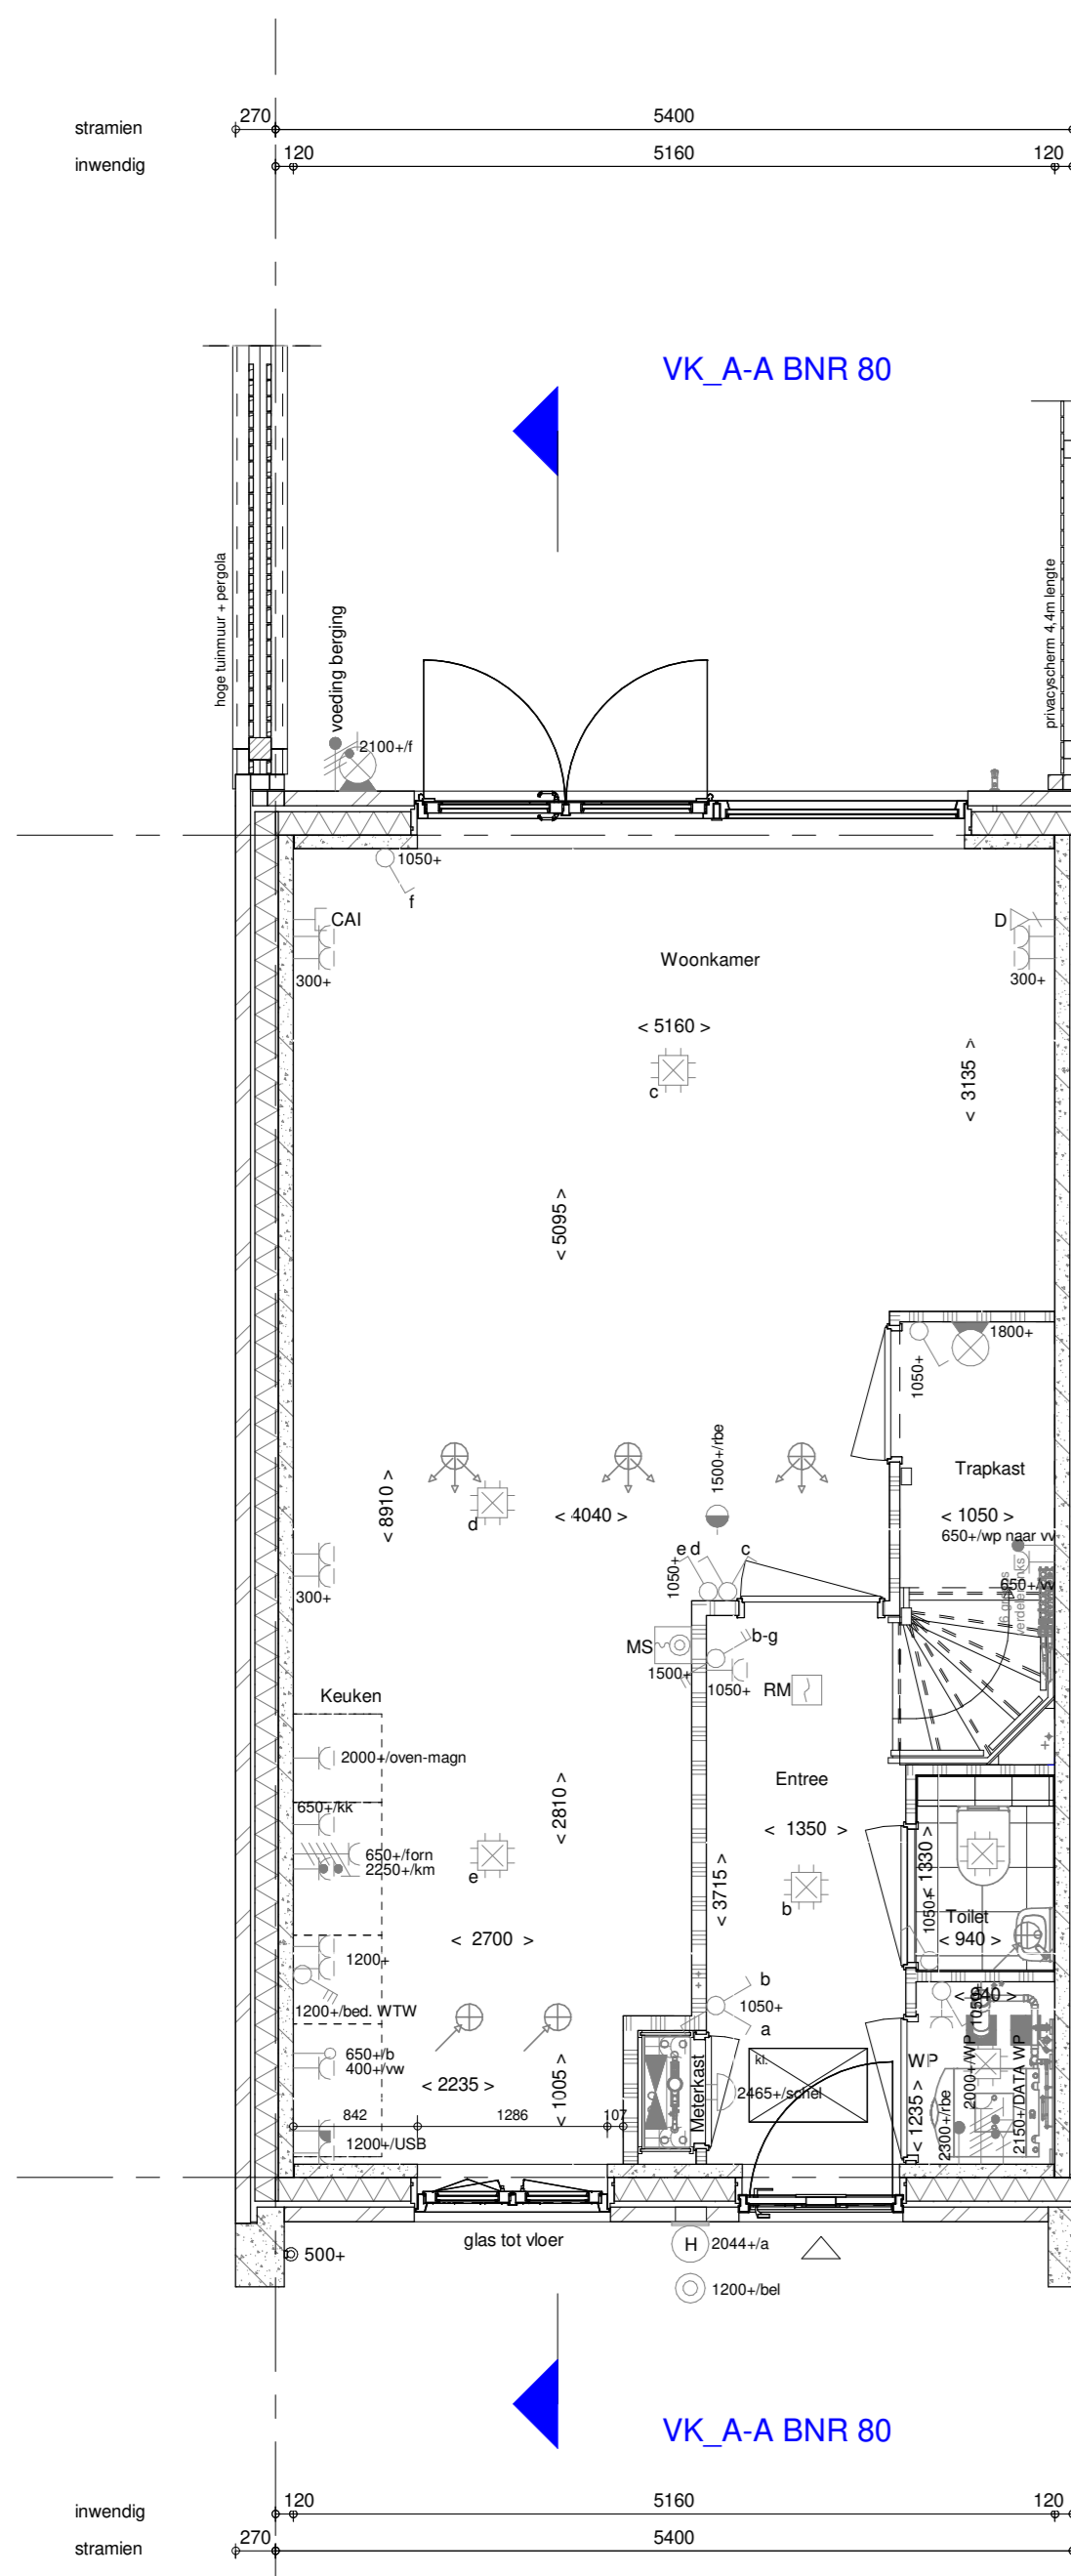 stramien 270 5400
inwendig 120 5160 120
VK_A-A BNR 80
hoge tuinmuur + pergola
voeding berging
privacyscherm 4,4m lengte
2100+/f
1050+
f
CAI
300+
D
300+
Woonkamer
< 5160 >
c
< 3135 >
< 5095 >
1800+
1050+
Trapkast
< 1050 >
650+/wp naar vv
650+/vv
< 8910 >
d
< 4040 >
1500+/rbe
e d
c
1050+
300+
MS
1500+
b-g
1050+
RM
Keuken
2000+/oven-magn
650+/kk
650+/forn
2250+/km
< 2810 >
e
Entree
< 1350 >
< 3715 >
b
< 1330 >
1050+
Toilet
< 940 >
< 2700 >
1200+
1200+/bed. WTW
b
1050+
a
< 940 >
1050+
650+/b
400+/vw
< 2235 >
< 1005 >
842
1286
107
1200+/USB
Meterkast
kl.
2465+/schel
WP
< 1235 >
2300+/rbe
2000+/WP
2150+/DATA WP
glas tot vloer
500+
H
2044+/a
1200+/bel
VK_A-A BNR 80
inwendig 120 5160 120
stramien 270 5400